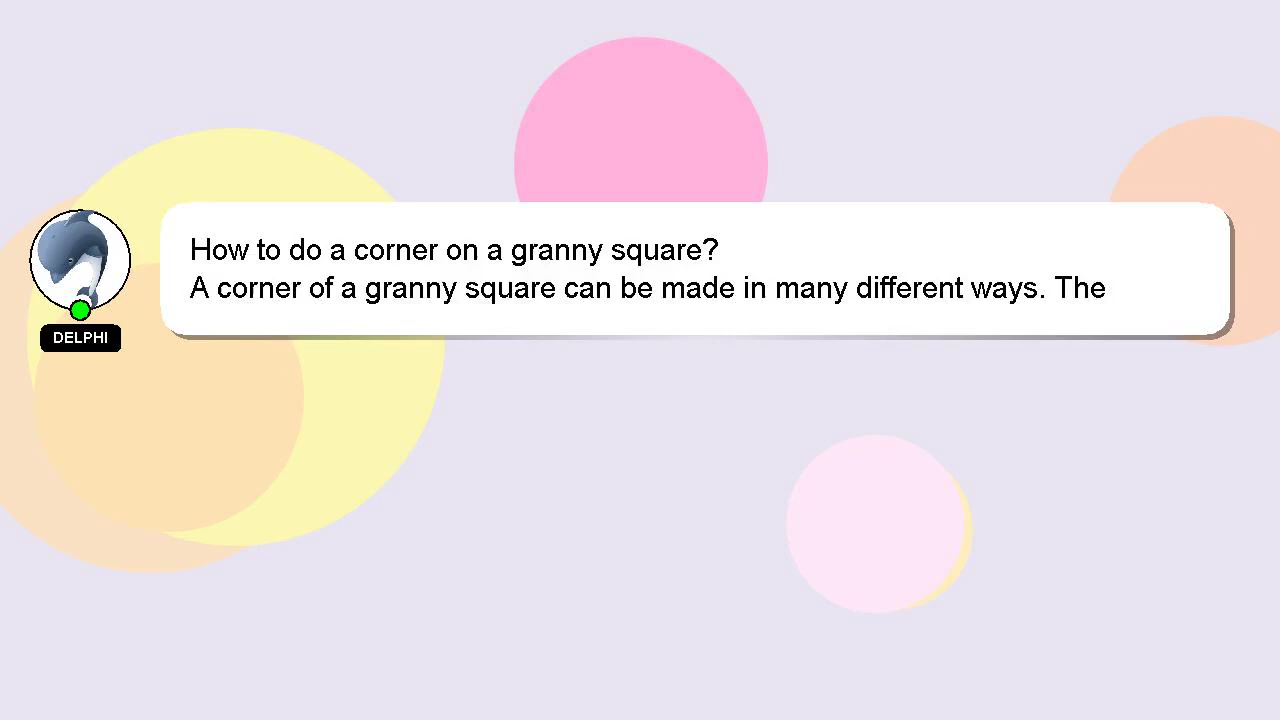 How to do a corner on a granny square?
A corner of a granny square can be made in many different ways. The
DELPHI